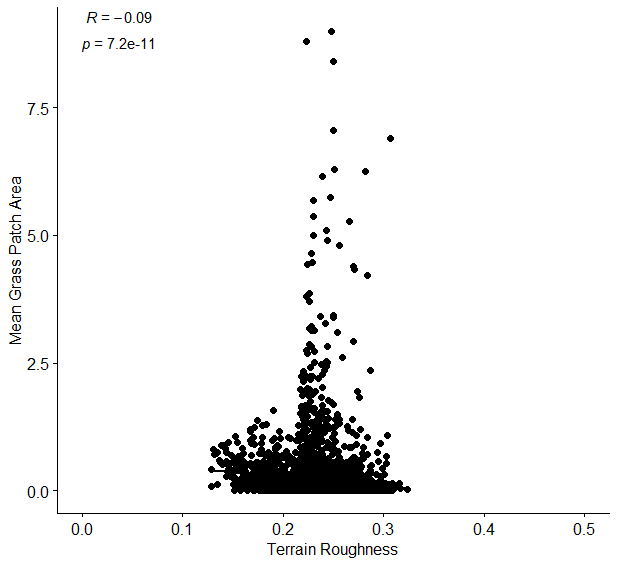 R = −0.09
p = 7.2e-11
7.5
5.0
2.5
0.0
Mean Grass Patch Area
0.0 0.1 0.2 0.3 0.4 0.5
Terrain Roughness